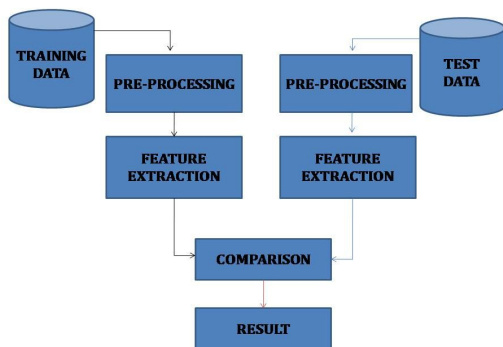 TRAINING
DATA
PRE-PROCESSING
FEATURE
EXTRACTION
PRE-PROCESSING
TEST
DATA
FEATURE
EXTRACTION
COMPARISON
RESULT